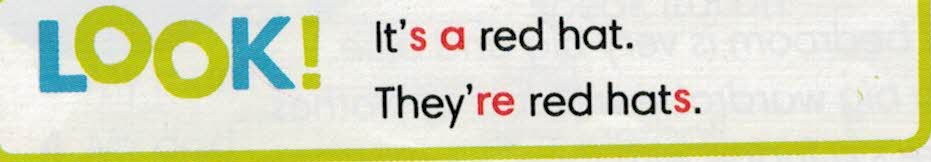 LOOK!
It's a red hat.
They're red hats.